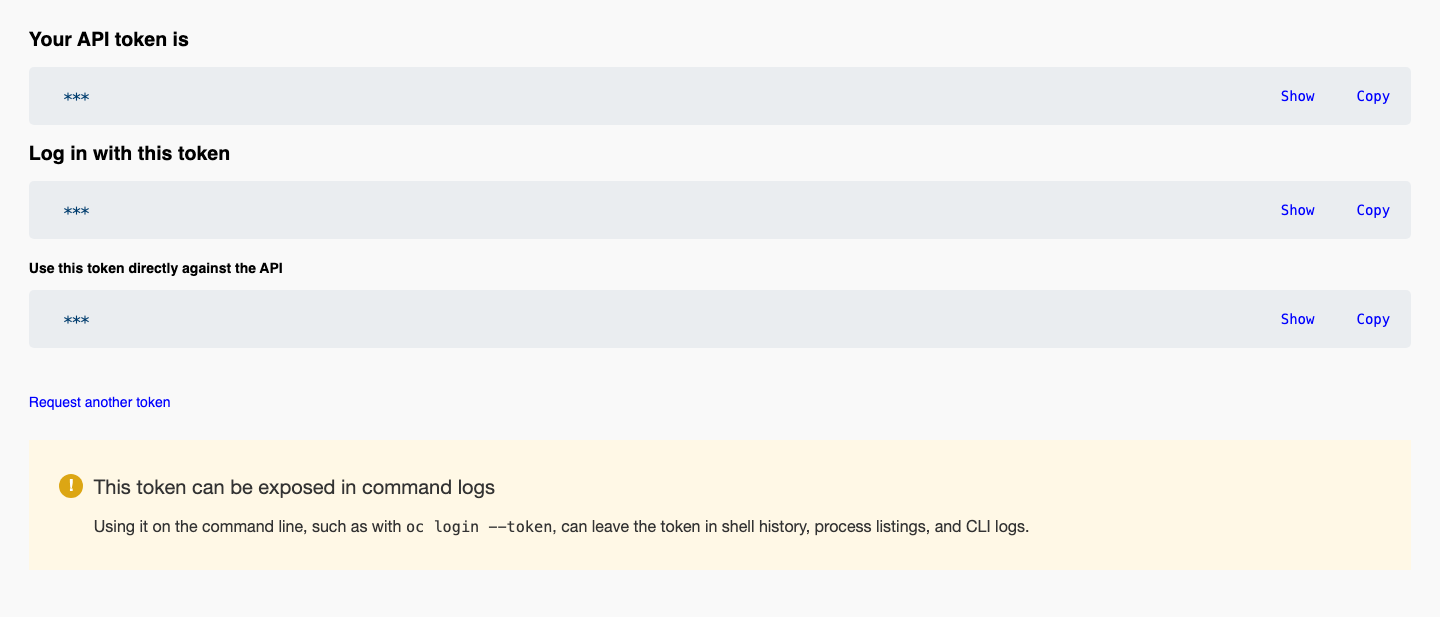 Your API token is
*** Show Copy
Log in with this token
*** Show Copy
Use this token directly against the API
*** Show Copy
Request another token
! This token can be exposed in command logs
Using it on the command line, such as with oc login --token, can leave the token in shell history, process listings, and CLI logs.